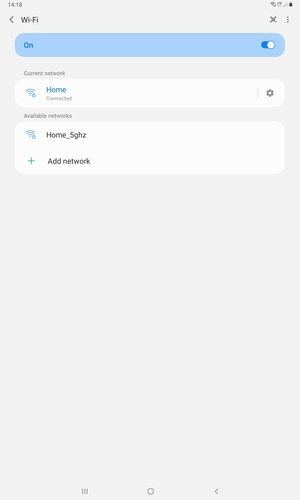 14:18
Wi-Fi
On
Current network
Home
Connected
Available networks
Home_5ghz
Add network